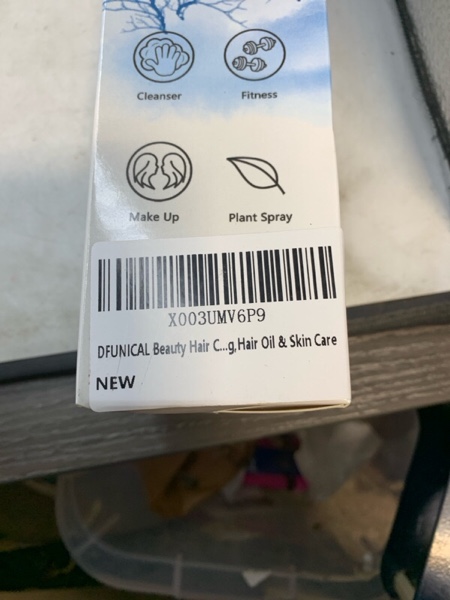 Cleanser Fitness
Make Up Plant Spray
X003UMV6P9
DFUNICAL Beauty Hair C...g,Hair Oil & Skin Care
NEW